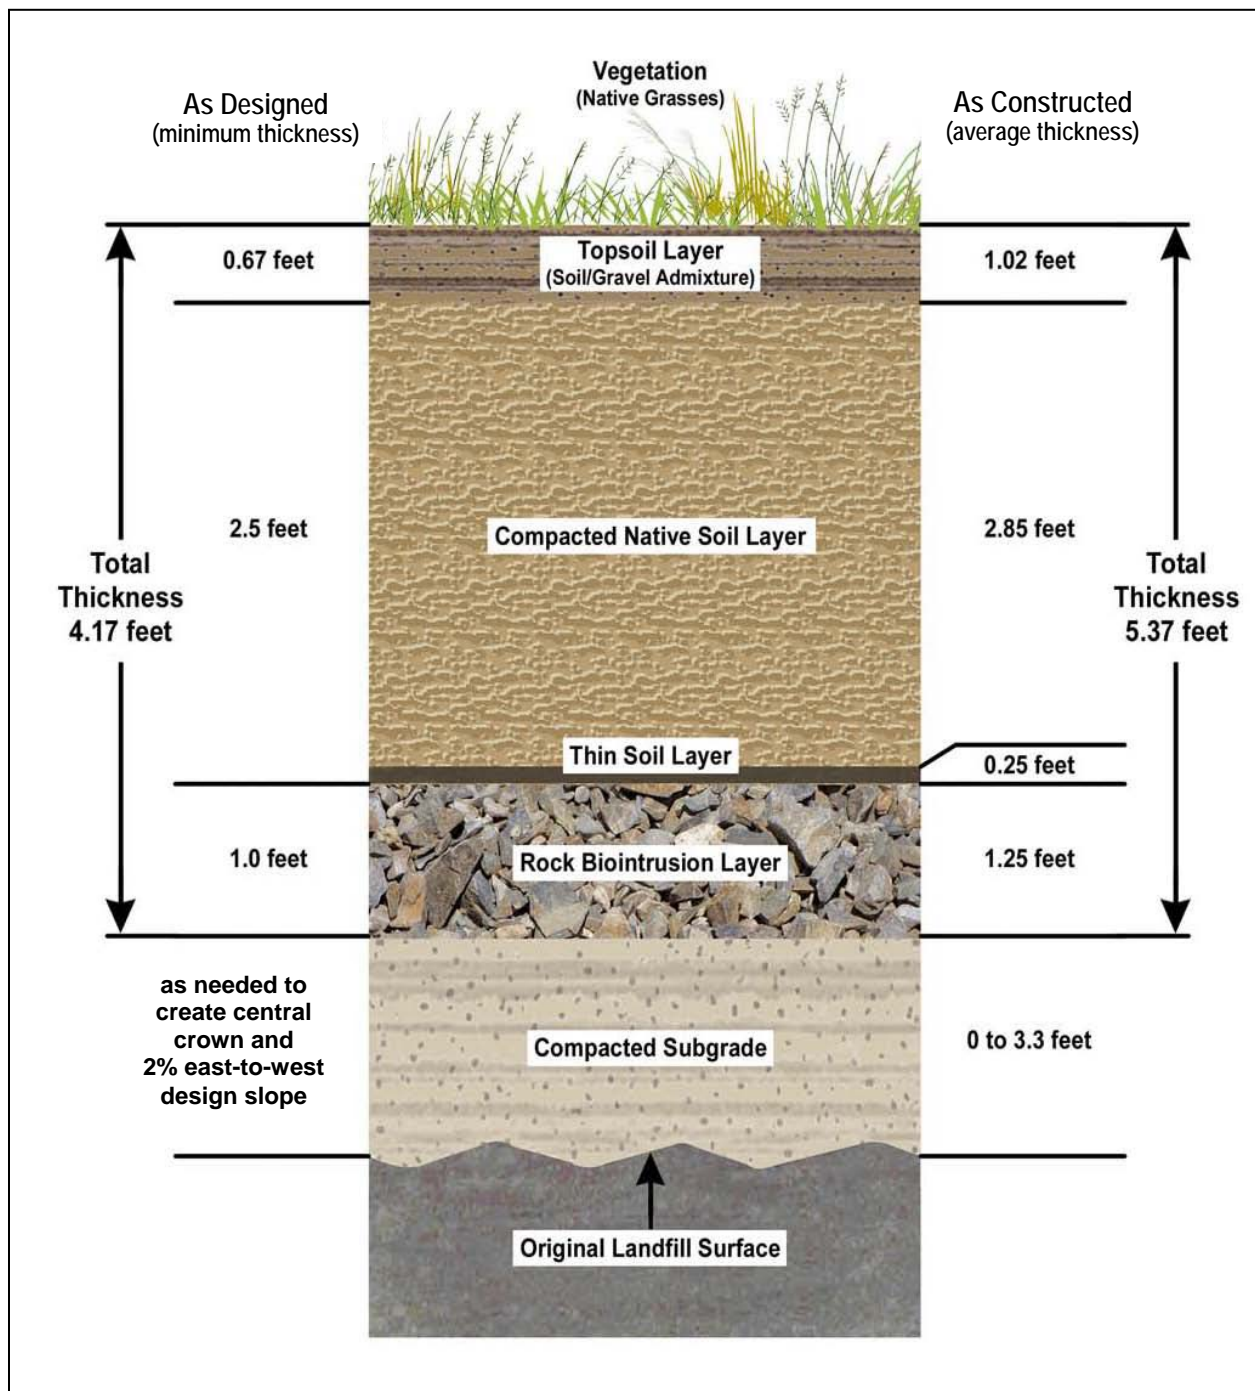 Vegetation
(Native Grasses)
As Designed
(minimum thickness)
As Constructed
(average thickness)
0.67 feet
Topsoil Layer
(Soil/Gravel Admixture)
1.02 feet
2.5 feet
Compacted Native Soil Layer
2.85 feet
Total
Thickness
4.17 feet
Total
Thickness
5.37 feet
Thin Soil Layer
0.25 feet
1.0 feet
Rock Biointrusion Layer
1.25 feet
as needed to
create central
crown and
2% east-to-west
design slope
Compacted Subgrade
0 to 3.3 feet
Original Landfill Surface